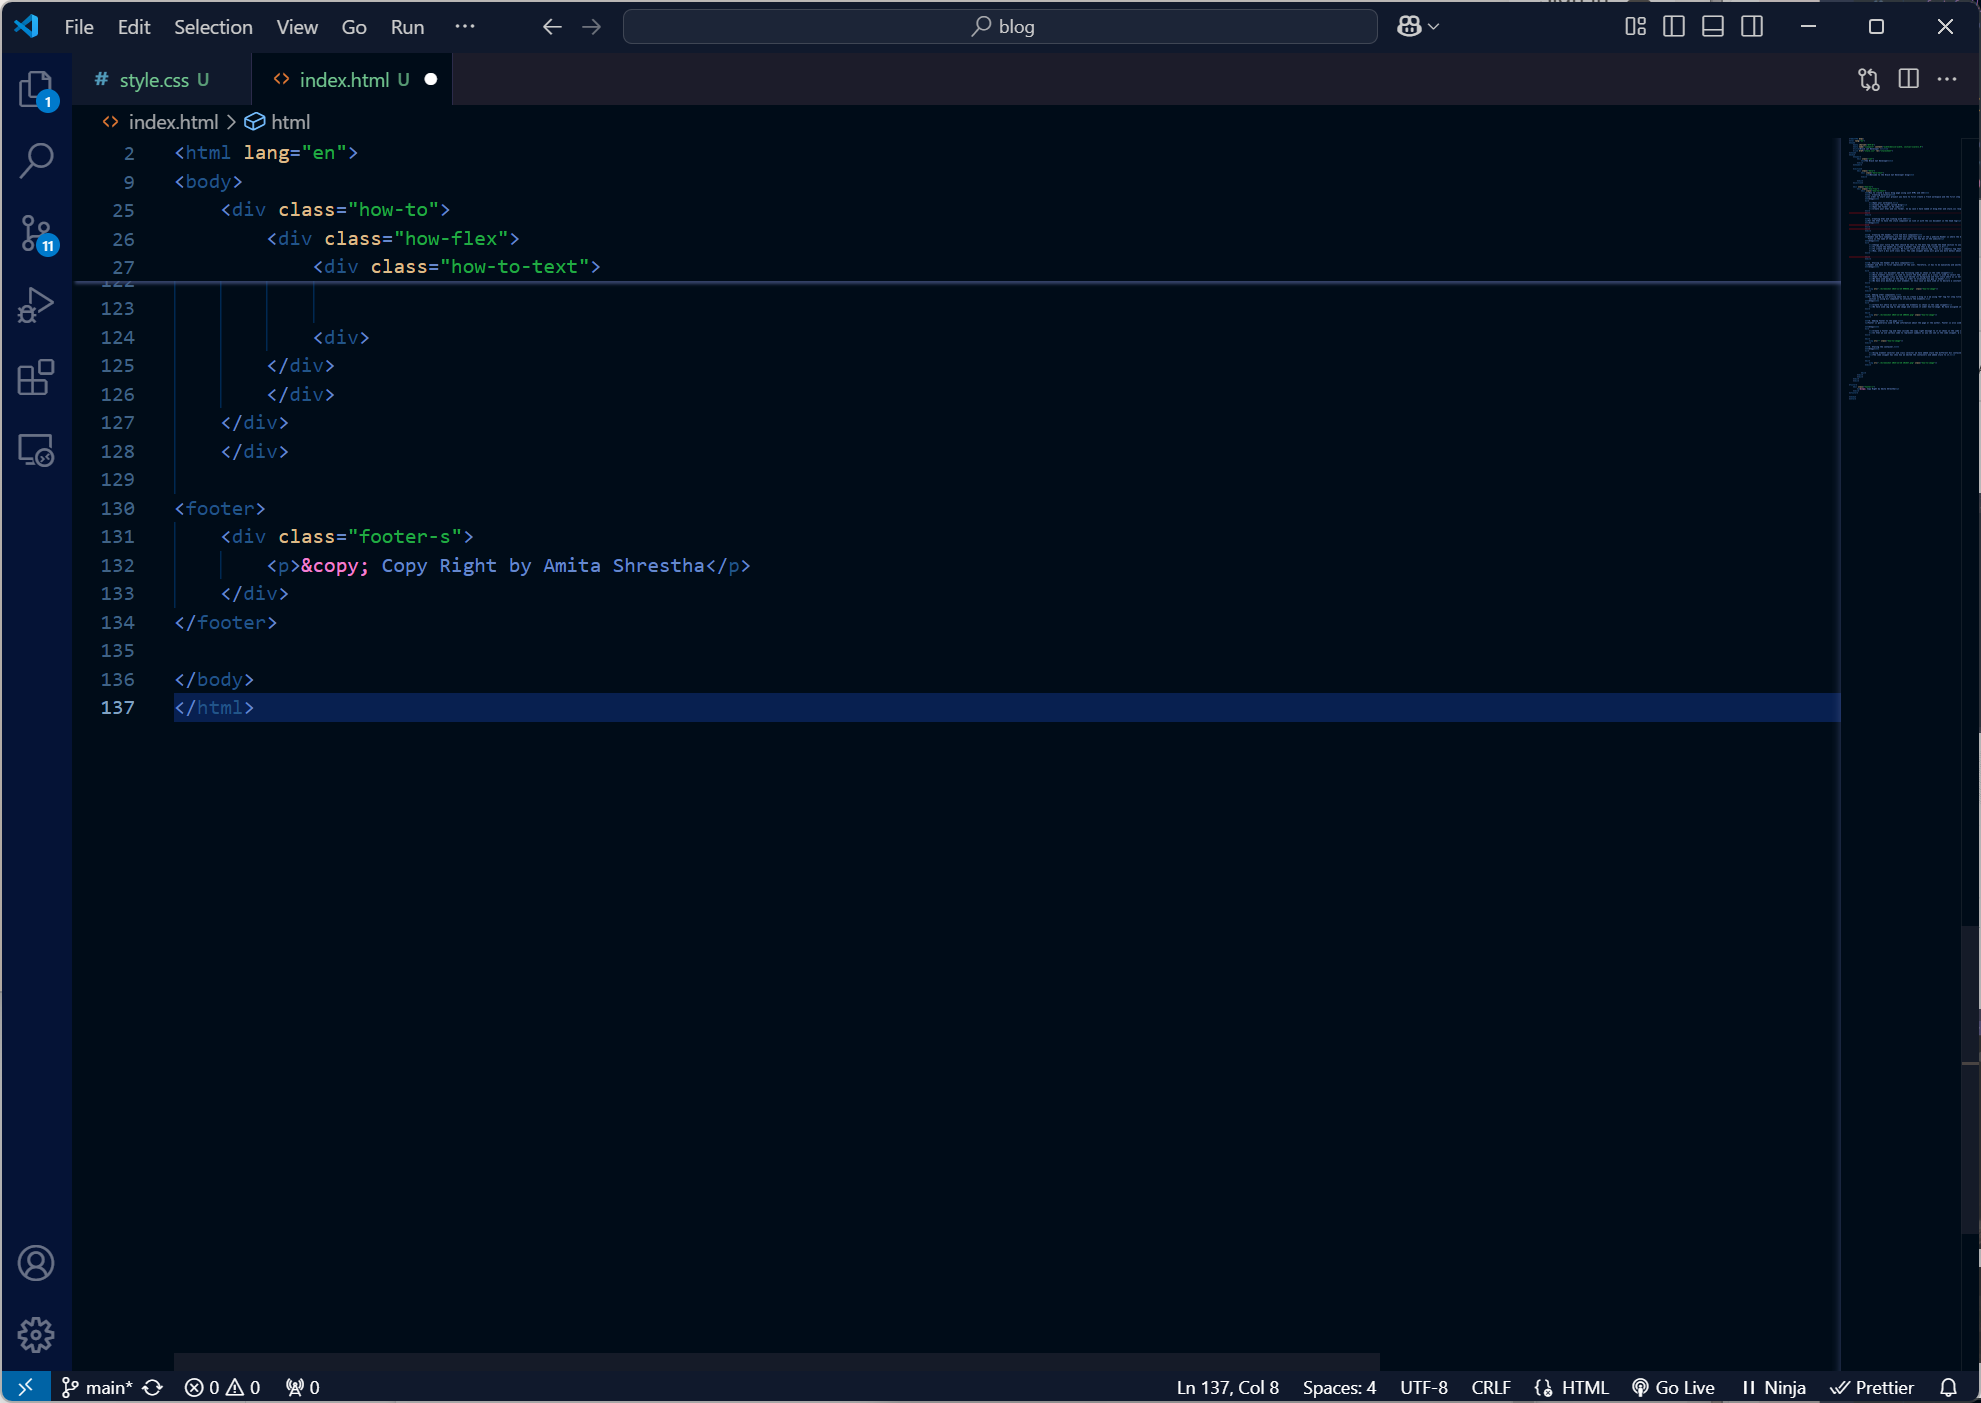 File Edit Selection View Go Run ··· blog
# style.css U <> index.html U
<> index.html > html
2 <html lang="en">
9 <body>
25 <div class="how-to">
26 <div class="how-flex">
27 <div class="how-to-text">
122
123
124 <div>
125 </div>
126 </div>
127 </div>
128 </div>
129
130 <footer>
131 <div class="footer-s">
132 <p>&copy; Copy Right by Amita Shrestha</p>
133 </div>
134 </footer>
135
136 </body>
137 </html>
1
11
main* 0 0 0 Ln 137, Col 8 Spaces: 4 UTF-8 CRLF HTML Go Live Ninja Prettier